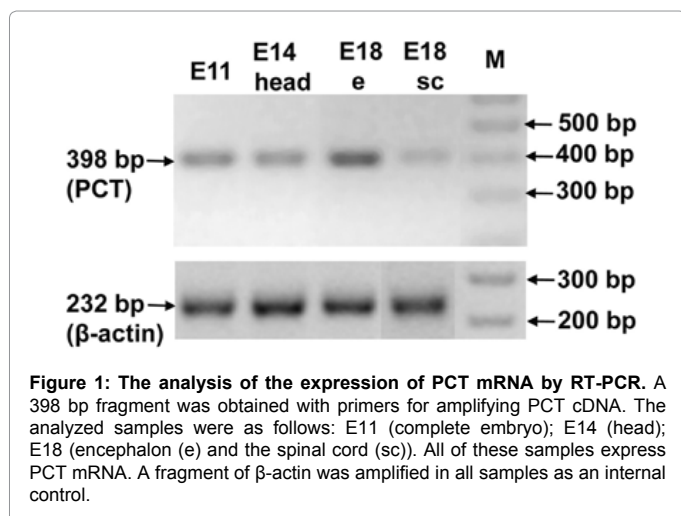 E11 E14 head E18 e E18 sc M
500 bp
398 bp (PCT)
400 bp
300 bp
300 bp
232 bp (β-actin)
200 bp
Figure 1: The analysis of the expression of PCT mRNA by RT-PCR. A
398 bp fragment was obtained with primers for amplifying PCT cDNA. The
analyzed samples were as follows: E11 (complete embryo); E14 (head);
E18 (encephalon (e) and the spinal cord (sc)). All of these samples express
PCT mRNA. A fragment of β-actin was amplified in all samples as an internal
control.